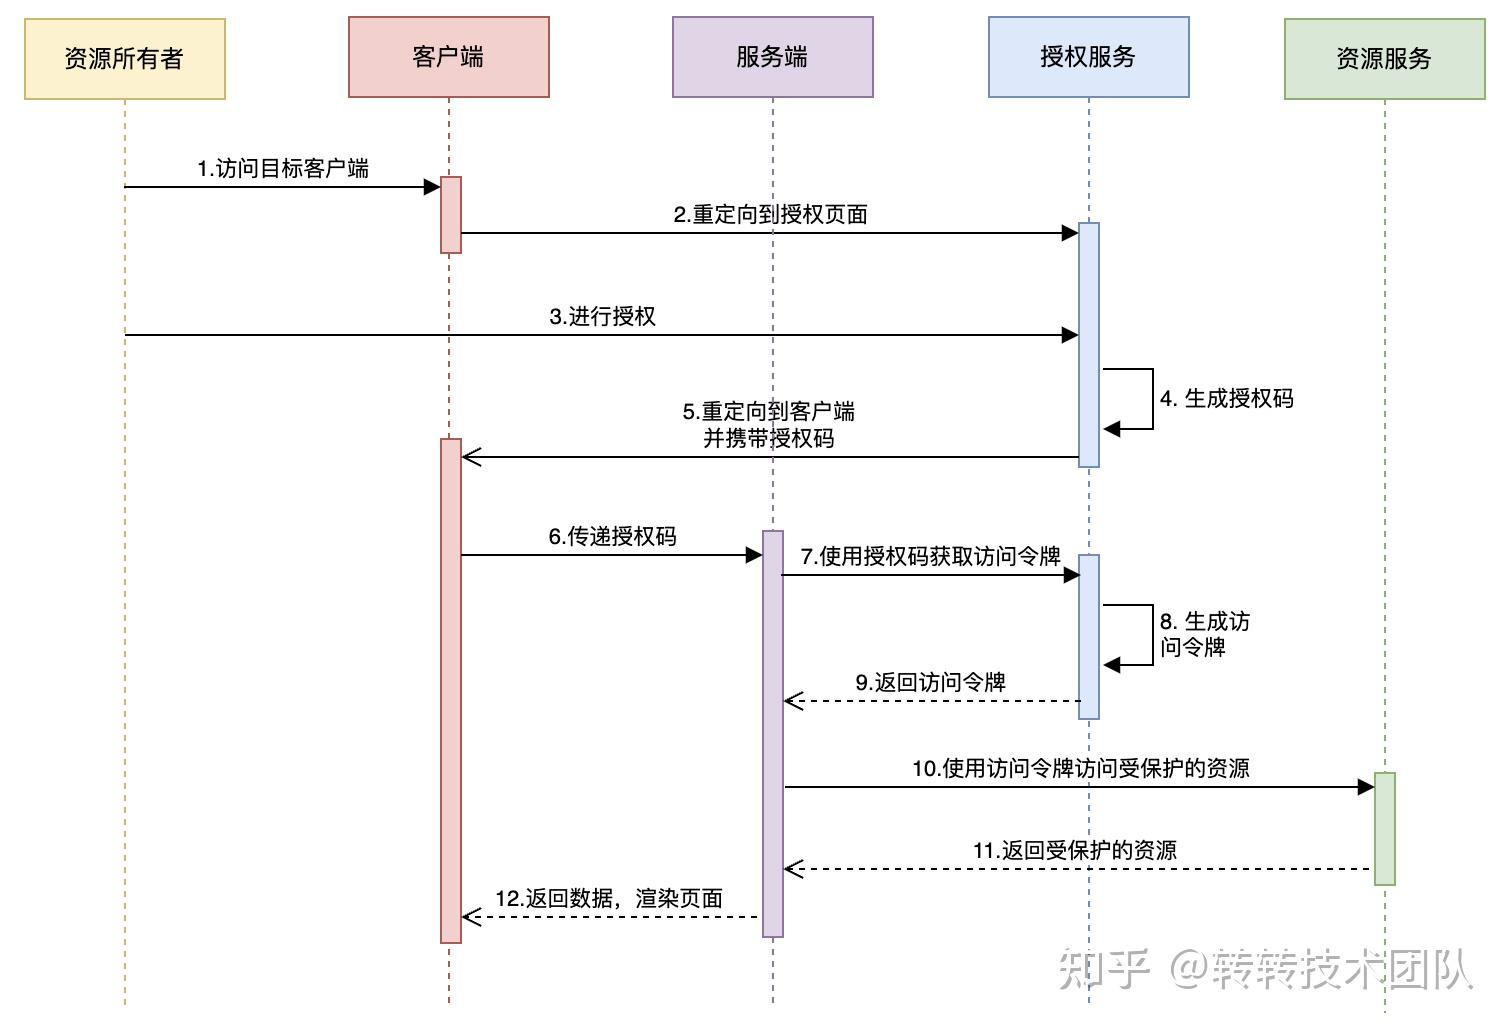 资源所有者
客户端
服务端
授权服务
资源服务
1.访问目标客户端
2.重定向到授权页面
3.进行授权
4. 生成授权码
5.重定向到客户端
并携带授权码
6.传递授权码
7.使用授权码获取访问令牌
8. 生成访
问令牌
9.返回访问令牌
10.使用访问令牌访问受保护的资源
11.返回受保护的资源
12.返回数据，渲染页面
知乎 @转转技术团队